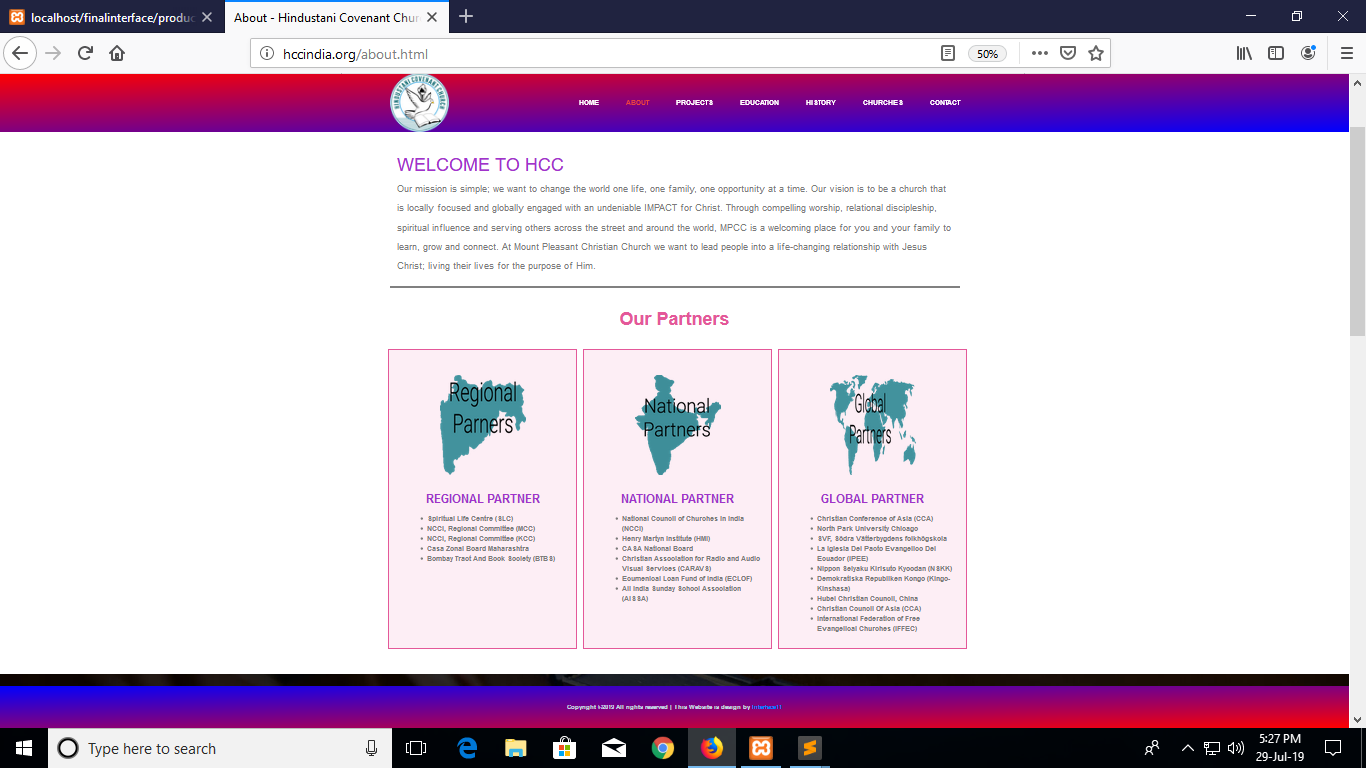 localhost/finalinterface/produc
About - Hindustani Covenant Chur
hccindia.org/about.html
50%
HINDUSTANI COVENANT CHURCH
HOME ABOUT PROJECTS EDUCATION HISTORY CHURCHES CONTACT
WELCOME TO HCC
Our mission is simple; we want to change the world one life, one family, one opportunity at a time. Our vision is to be a church that
is locally focused and globally engaged with an undeniable IMPACT for Christ. Through compelling worship, relational discipleship,
spiritual influence and serving others across the street and around the world, MPCC is a welcoming place for you and your family to
learn, grow and connect. At Mount Pleasant Christian Church we want to lead people into a life-changing relationship with Jesus
Christ; living their lives for the purpose of Him.
Our Partners
Regional
Parners
REGIONAL PARTNER
Spiritual Life Centre (SLC)
NCCI, Regional Committee (MCC)
NCCI, Regional Committee (KCC)
Casa Zonal Board Maharashtra
Bombay Tract And Book Society (BTBS)
National
Partners
NATIONAL PARTNER
National Council of Churches in India
(NCCI)
Henry Martyn Institute (HMI)
CASA National Board
Christian Association for Radio and Audio
Visual Services (CARAVS)
Ecumenical Loan Fund of India (ECLOF)
All India Sunday School Association
(AISSA)
Global
Partners
GLOBAL PARTNER
Christian Conference of Asia (CCA)
North Park University Chicago
SVF, Södra Vätterbygdens folkhögskola
La Iglesia Del Pacto Evangelico Del
Ecuador (IPEE)
Nippon Seiyaku Kirisuto Kyoodan (NSKK)
Demokratiska Republiken Kongo (Kingo-
Kinshasa)
Hubei Christian Council, China
Christian Council Of Asia (CCA)
International Federation of Free
Evangelical Churches (IFFEC)
Copyright ©2019 All rights reserved | This Website is design by Interface11
Type here to search
5:27 PM
29-Jul-19